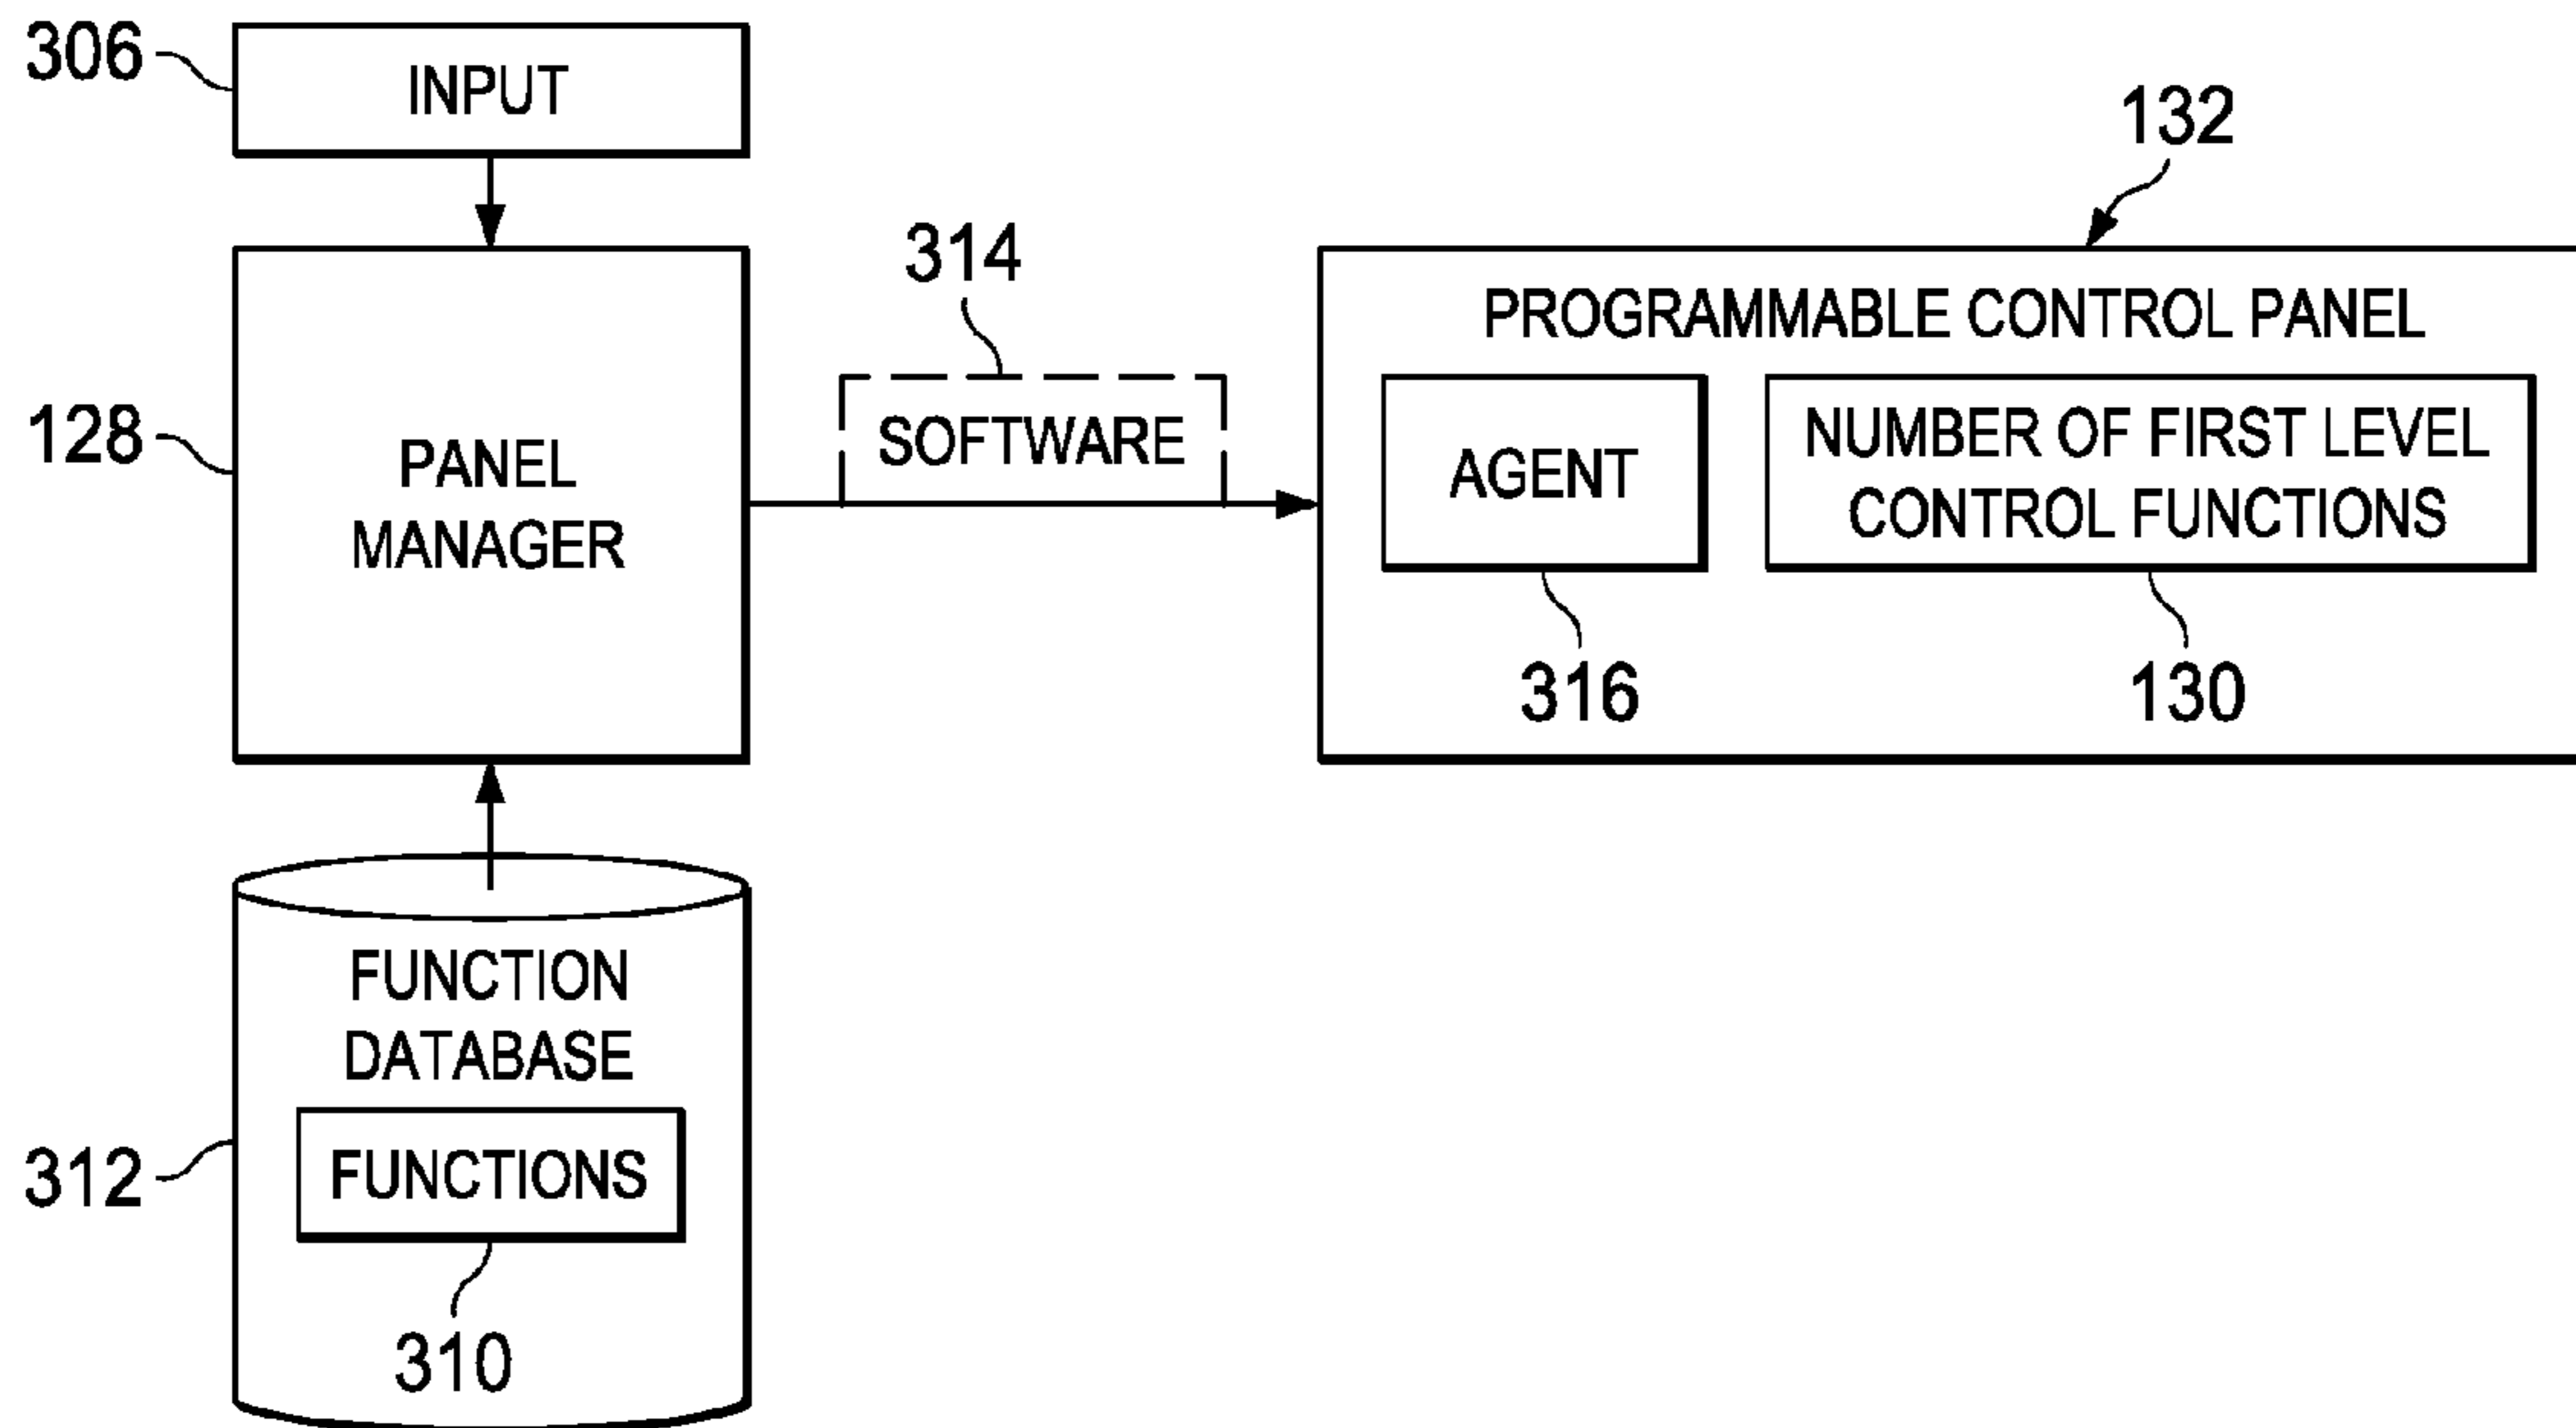 306
INPUT
132
314
PROGRAMMABLE CONTROL PANEL
128
PANEL
MANAGER
SOFTWARE
AGENT
NUMBER OF FIRST LEVEL
CONTROL FUNCTIONS
316
130
FUNCTION
DATABASE
312
FUNCTIONS
310